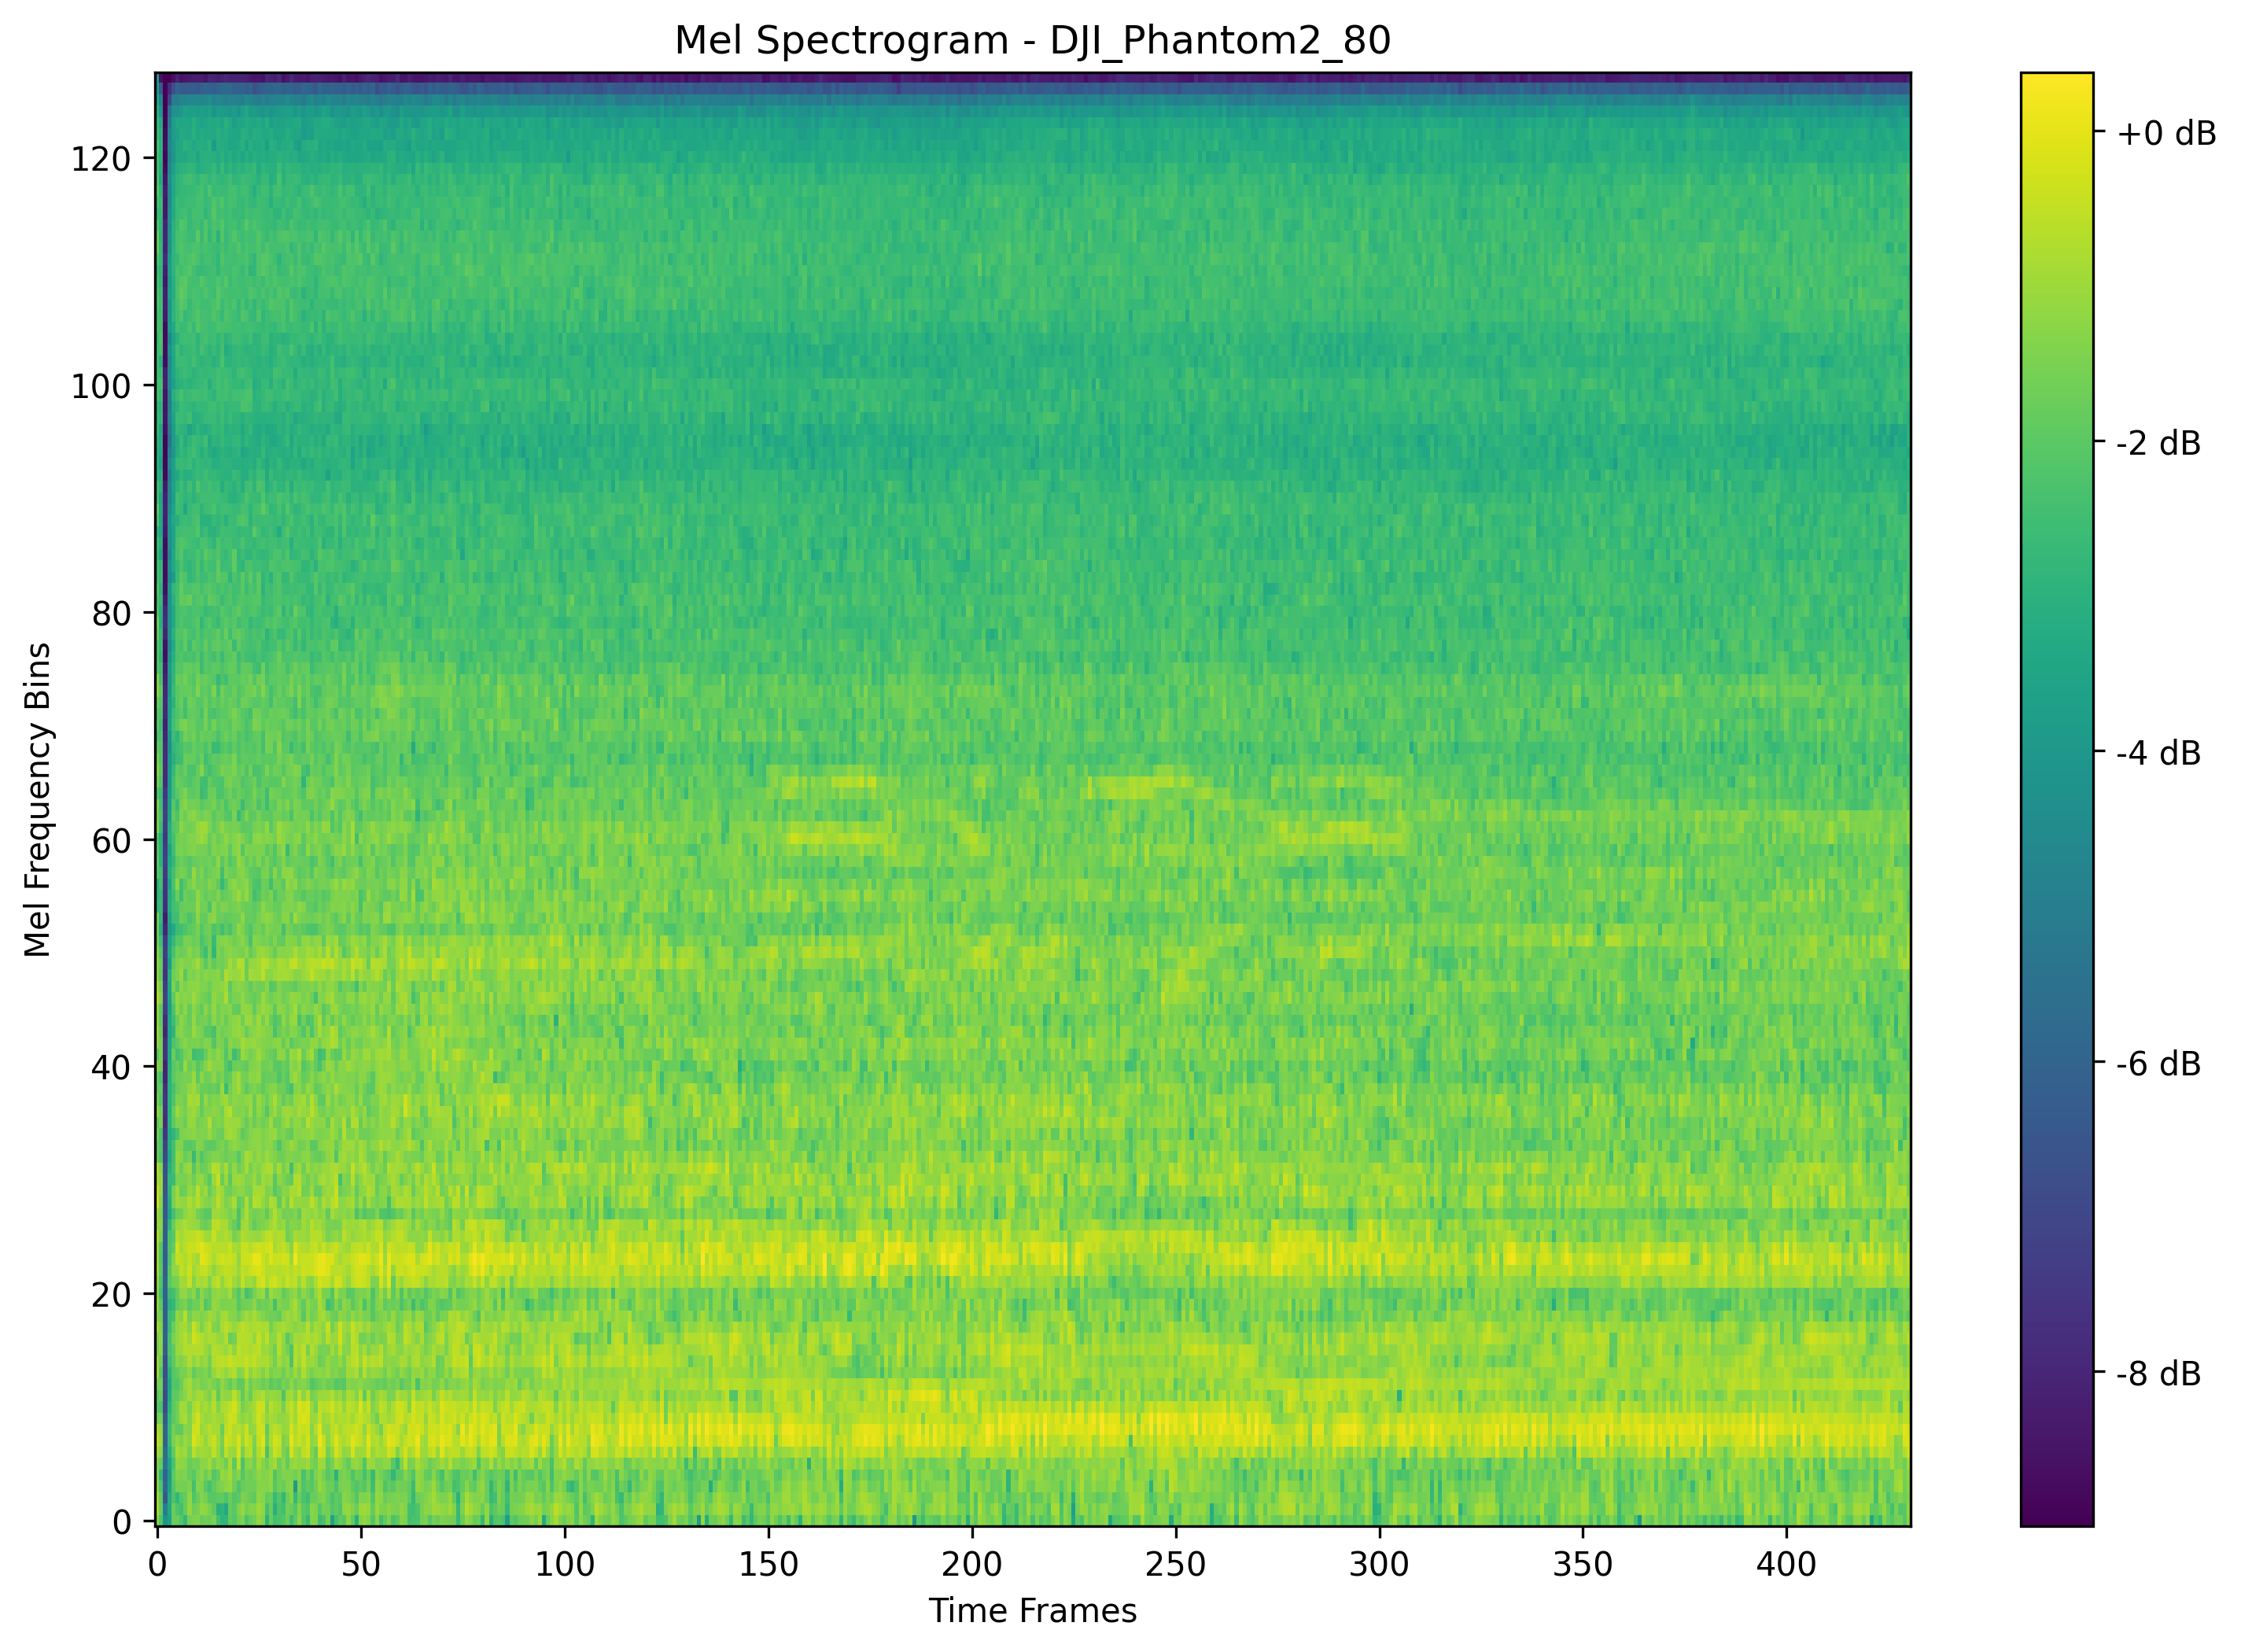 Mel Spectrogram - DJI_Phantom2_80
Mel Frequency Bins
120
100
80
60
40
20
0
0 50 100 150 200 250 300 350 400
Time Frames
+0 dB
-2 dB
-4 dB
-6 dB
-8 dB